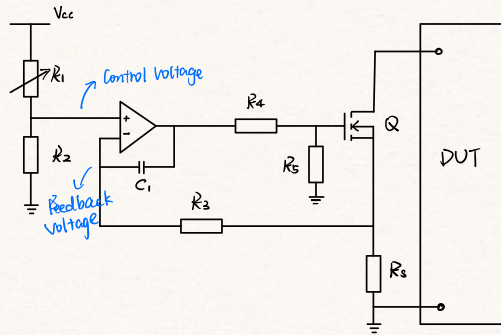 Vcc
R1
Control Voltage
+
-
R2
C1
Feedback
Voltage
R3
R4
R5
Q
Rs
DUT